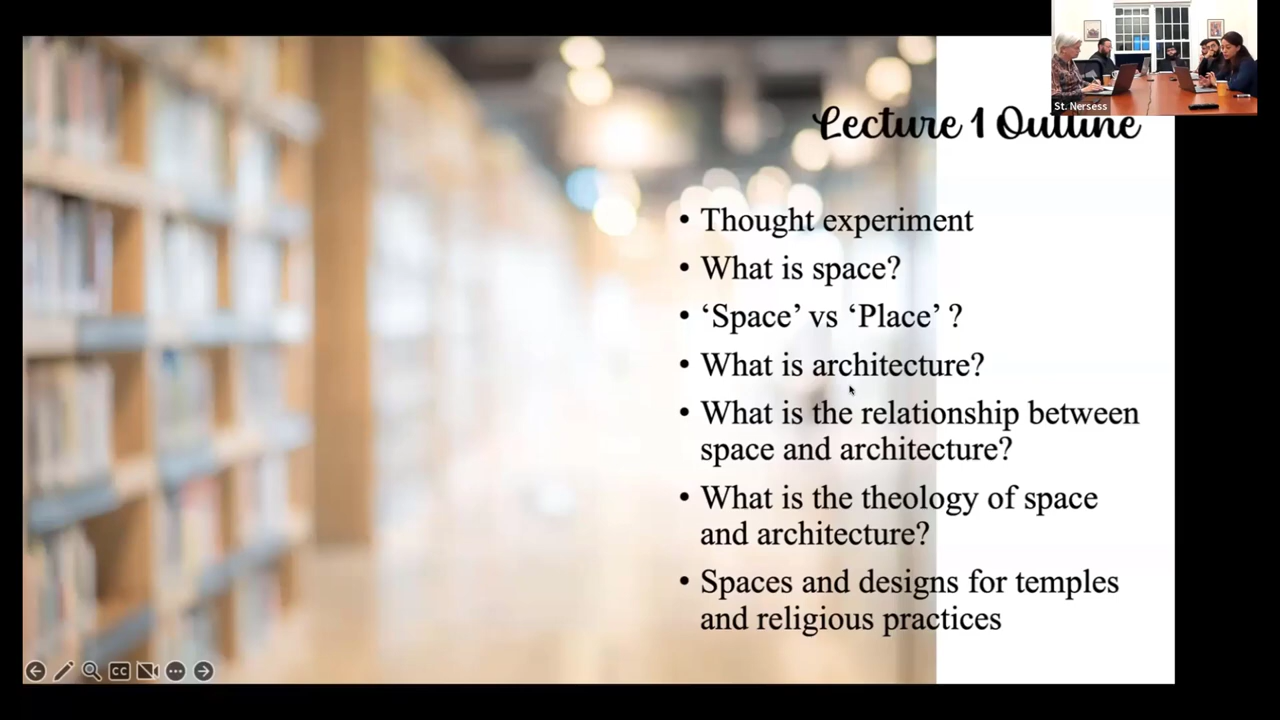 St. Nersess
Lecture 1 Outline
• Thought experiment
• What is space?
• ‘Space’ vs ‘Place’ ?
• What is architecture?
• What is the relationship between
space and architecture?
• What is the theology of space
and architecture?
• Spaces and designs for temples
and religious practices
CC